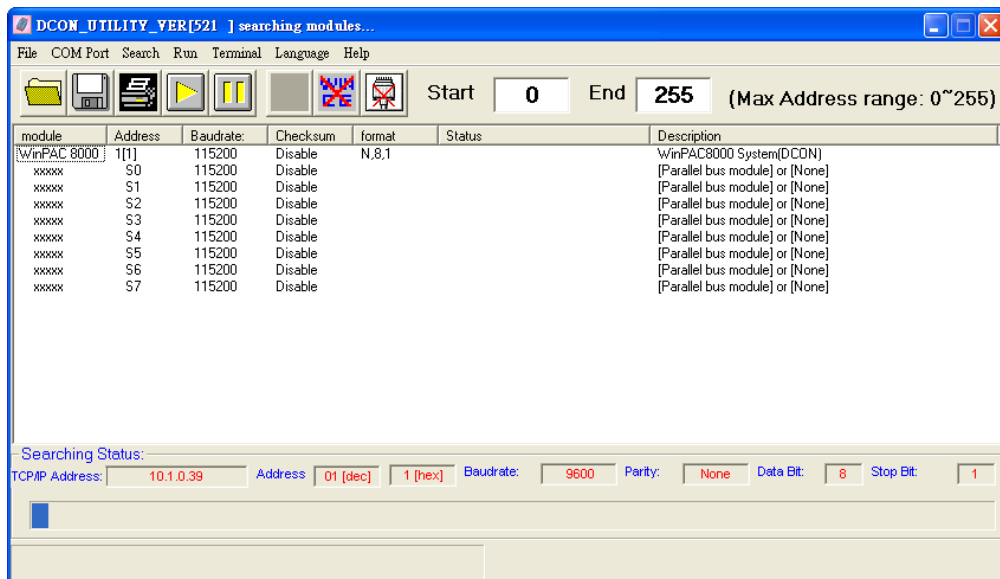 DCON_UTILITY_VER[521 ] searching modules...
File COM Port Search Run Terminal Language Help
Start 0 End 255 (Max Address range: 0~255)
module Address Baudrate: Checksum format Status Description
WinPAC 8000 1[1] 115200 Disable N,8,1 WinPAC8000 System(DCON)
xxxxx S0 115200 Disable [Parallel bus module] or [None]
xxxxx S1 115200 Disable [Parallel bus module] or [None]
xxxxx S2 115200 Disable [Parallel bus module] or [None]
xxxxx S3 115200 Disable [Parallel bus module] or [None]
xxxxx S4 115200 Disable [Parallel bus module] or [None]
xxxxx S5 115200 Disable [Parallel bus module] or [None]
xxxxx S6 115200 Disable [Parallel bus module] or [None]
xxxxx S7 115200 Disable [Parallel bus module] or [None]
Searching Status:
TCP/IP Address: 10.1.0.39 Address 01 [dec] 1 [hex] Baudrate: 9600 Parity: None Data Bit: 8 Stop Bit: 1